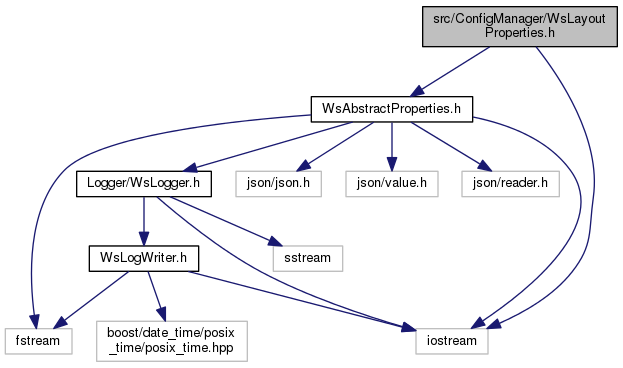 src/ConfigManager/WsLayout
Properties.h
WsAbstractProperties.h
Logger/WsLogger.h
json/json.h
json/value.h
json/reader.h
WsLogWriter.h
sstream
fstream
boost/date_time/posix
_time/posix_time.hpp
iostream